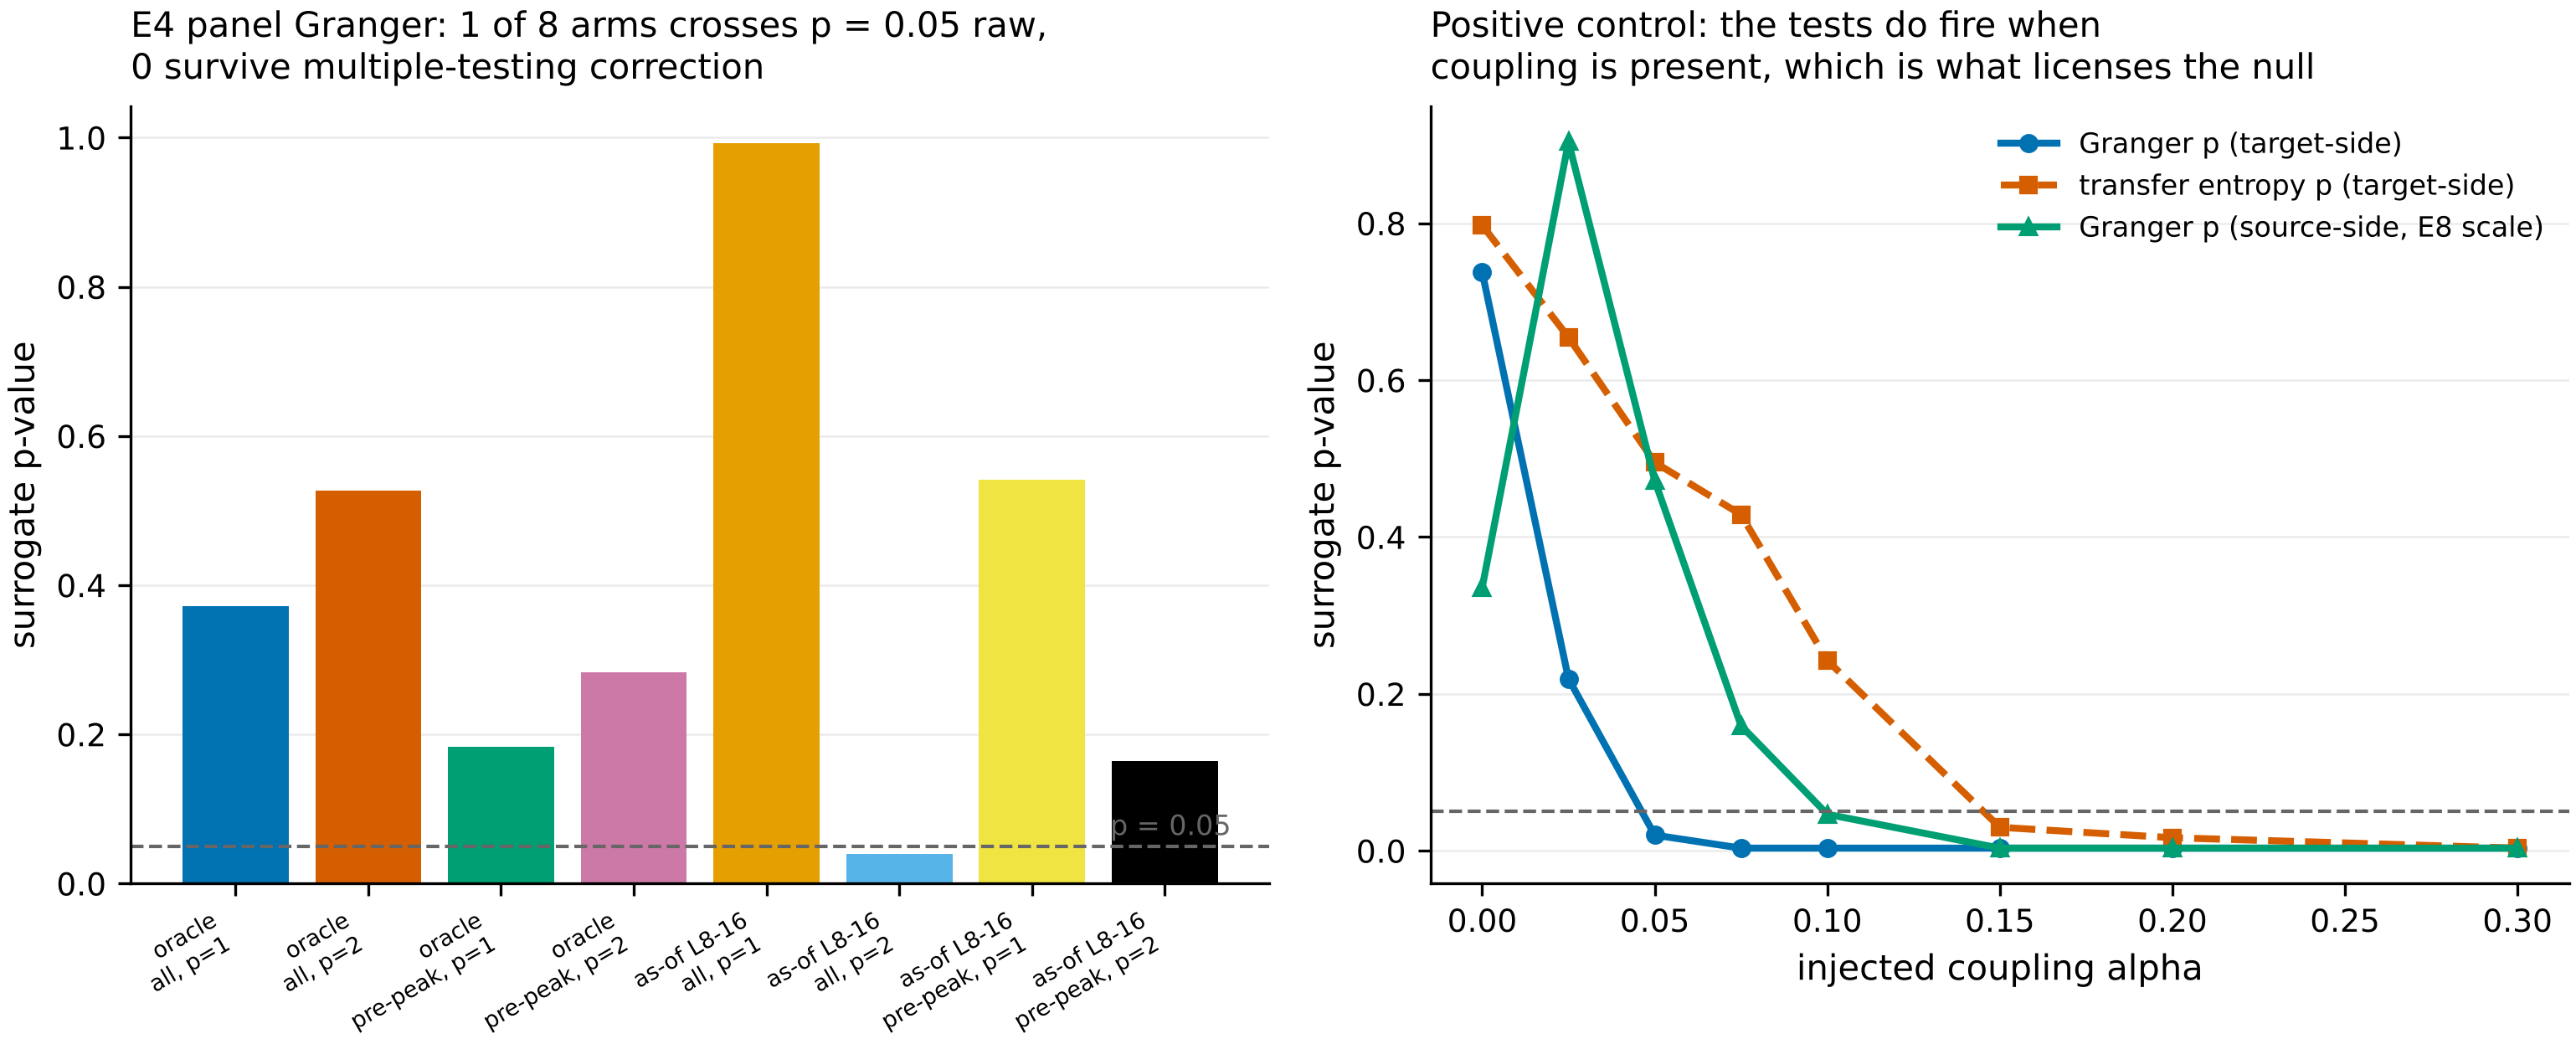 E4 panel Granger: 1 of 8 arms crosses p = 0.05 raw,
0 survive multiple-testing correction
surrogate p-value
1.0
0.8
0.6
0.4
0.2
0.0
p = 0.05
oracle
all, p=1
oracle
all, p=2
oracle
pre-peak, p=1
oracle
pre-peak, p=2
as-of L8-16
all, p=1
as-of L8-16
all, p=2
as-of L8-16
pre-peak, p=1
as-of L8-16
pre-peak, p=2
Positive control: the tests do fire when
coupling is present, which is what licenses the null
Granger p (target-side)
transfer entropy p (target-side)
Granger p (source-side, E8 scale)
surrogate p-value
0.8
0.6
0.4
0.2
0.0
0.00
0.05
0.10
0.15
0.20
0.25
0.30
injected coupling alpha